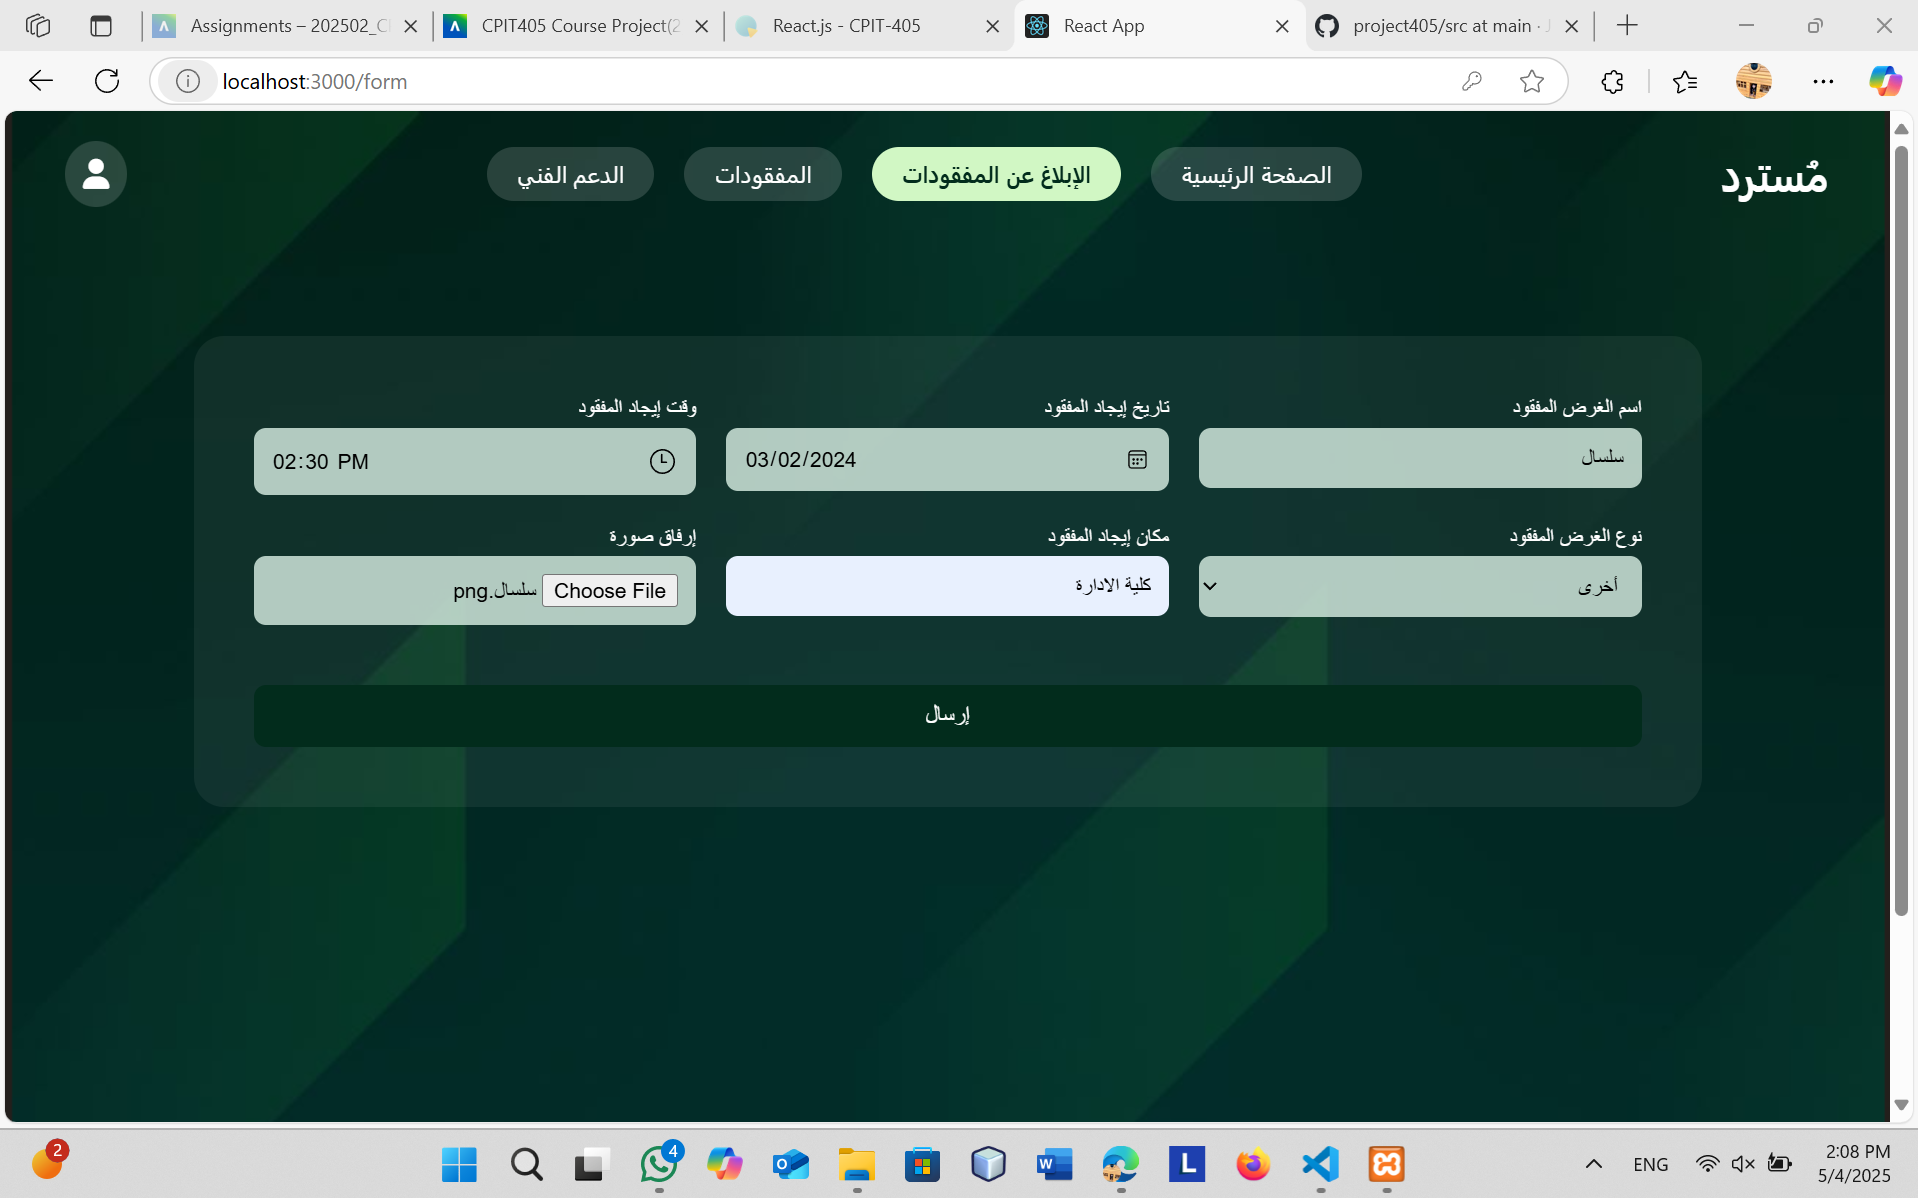 Assignments – 202502_C
CPIT405 Course Project(2
React.js - CPIT-405
React App
project405/src at main ·
localhost:3000/form
مُسترد
الصفحة الرئيسية
الإبلاغ عن المفقودات
المفقودات
الدعم الفني
اسم الغرض المفقود
تاريخ إيجاد المفقود
وقت إيجاد المفقود
سلسال
03/02/2024
02:30 PM
نوع الغرض المفقود
مكان إيجاد المفقود
إرفاق صورة
أخرى
كلية الادارة
Choose File سلسال.png
إرسال
2
4
ENG
2:08 PM
5/4/2025